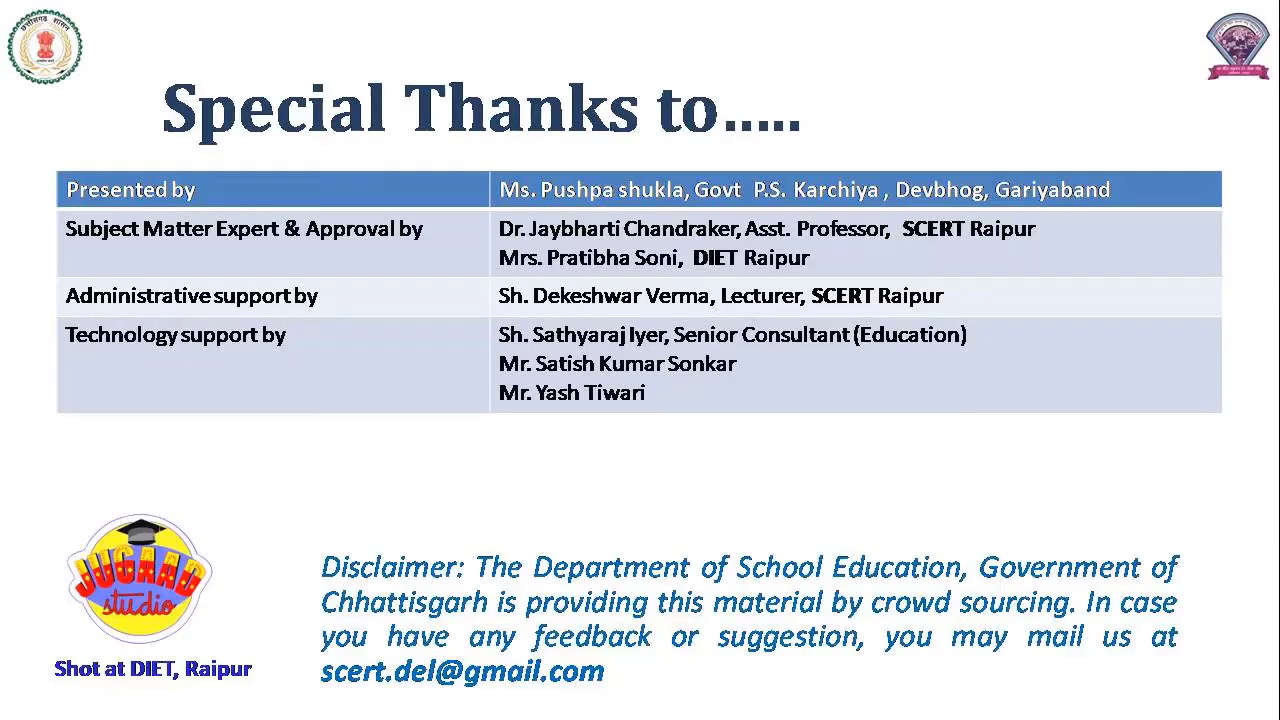 छत्तीसगढ़ शासन
Special Thanks to.....
Presented by
Ms. Pushpa shukla, Govt P.S. Karchiya , Devbhog, Gariyaband
Subject Matter Expert & Approval by
Dr. Jaybharti Chandraker, Asst. Professor, SCERT Raipur
Mrs. Pratibha Soni, DIET Raipur
Administrative support by
Sh. Dekeshwar Verma, Lecturer, SCERT Raipur
Technology support by
Sh. Sathyaraj Iyer, Senior Consultant (Education)
Mr. Satish Kumar Sonkar
Mr. Yash Tiwari
JUGAAD
studio
Shot at DIET, Raipur
Disclaimer: The Department of School Education, Government of
Chhattisgarh is providing this material by crowd sourcing. In case
you have any feedback or suggestion, you may mail us at
scert.del@gmail.com